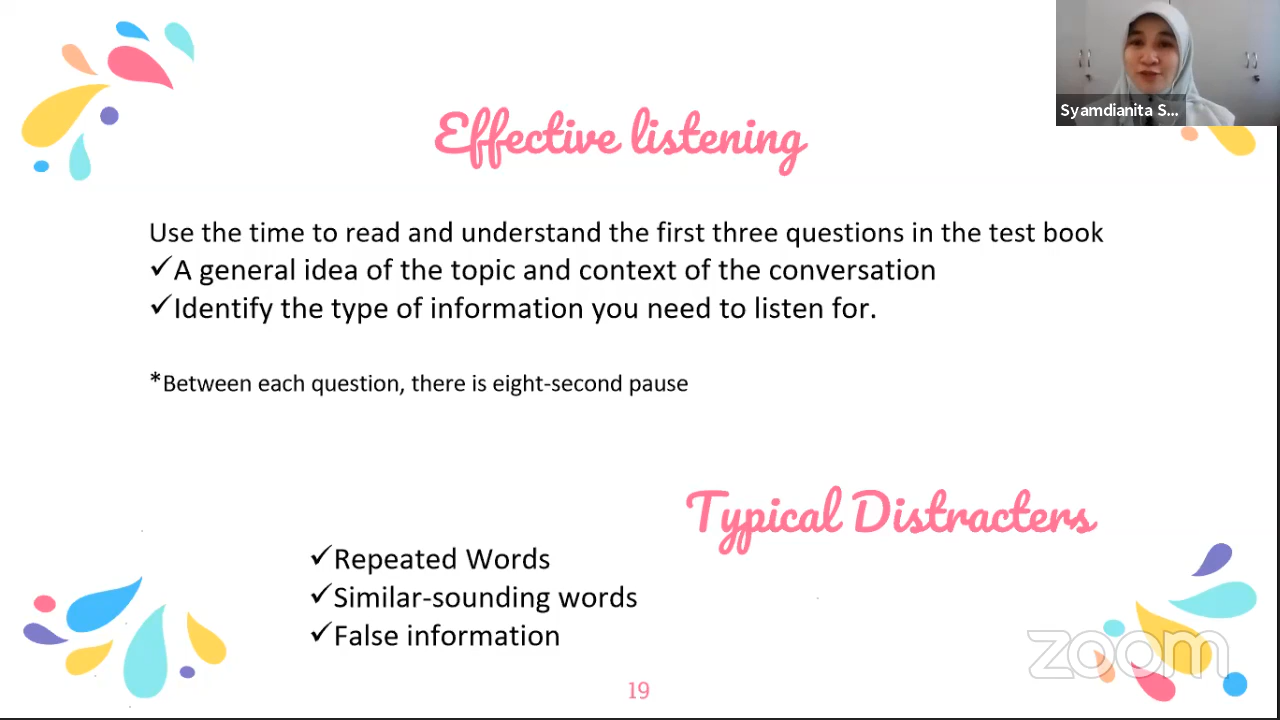 Syamdianita S...
Effective listening
Use the time to read and understand the first three questions in the test book
✓A general idea of the topic and context of the conversation
✓Identify the type of information you need to listen for.
*Between each question, there is eight-second pause
Typical Distracters
✓Repeated Words
✓Similar-sounding words
✓False information
zoom
19